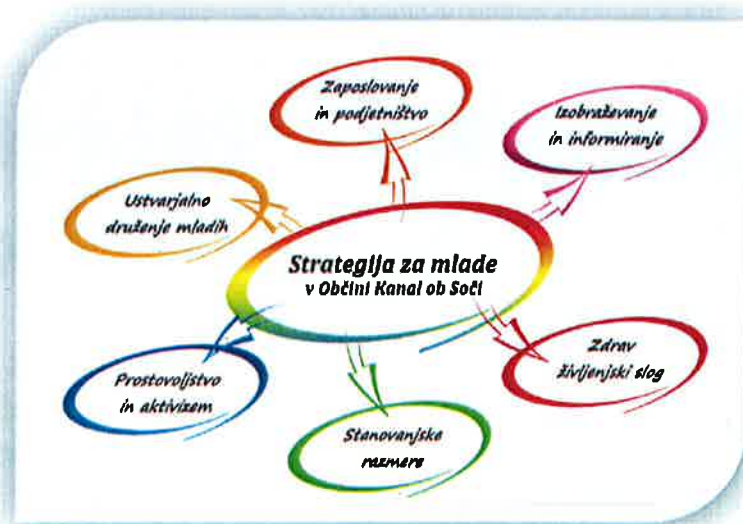 Zaposlovanje
in podjetništvo
Izobraževanje
in informiranje
Ustvarjalno
druženje mladih
Strategija za mlade
v Občini Kanal ob Soči
Zdrav
življenjski slog
Prostovoljstvo
in aktivizem
Stanovanjske
razmere